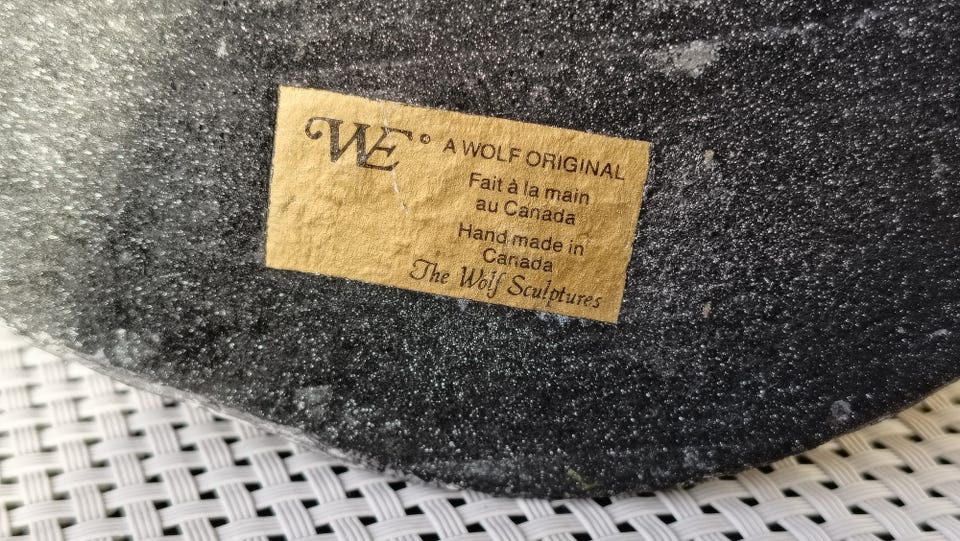 WE° A WOLF ORIGINAL
Fait à la main
au Canada
Hand made in
Canada
The Wolf Sculptures